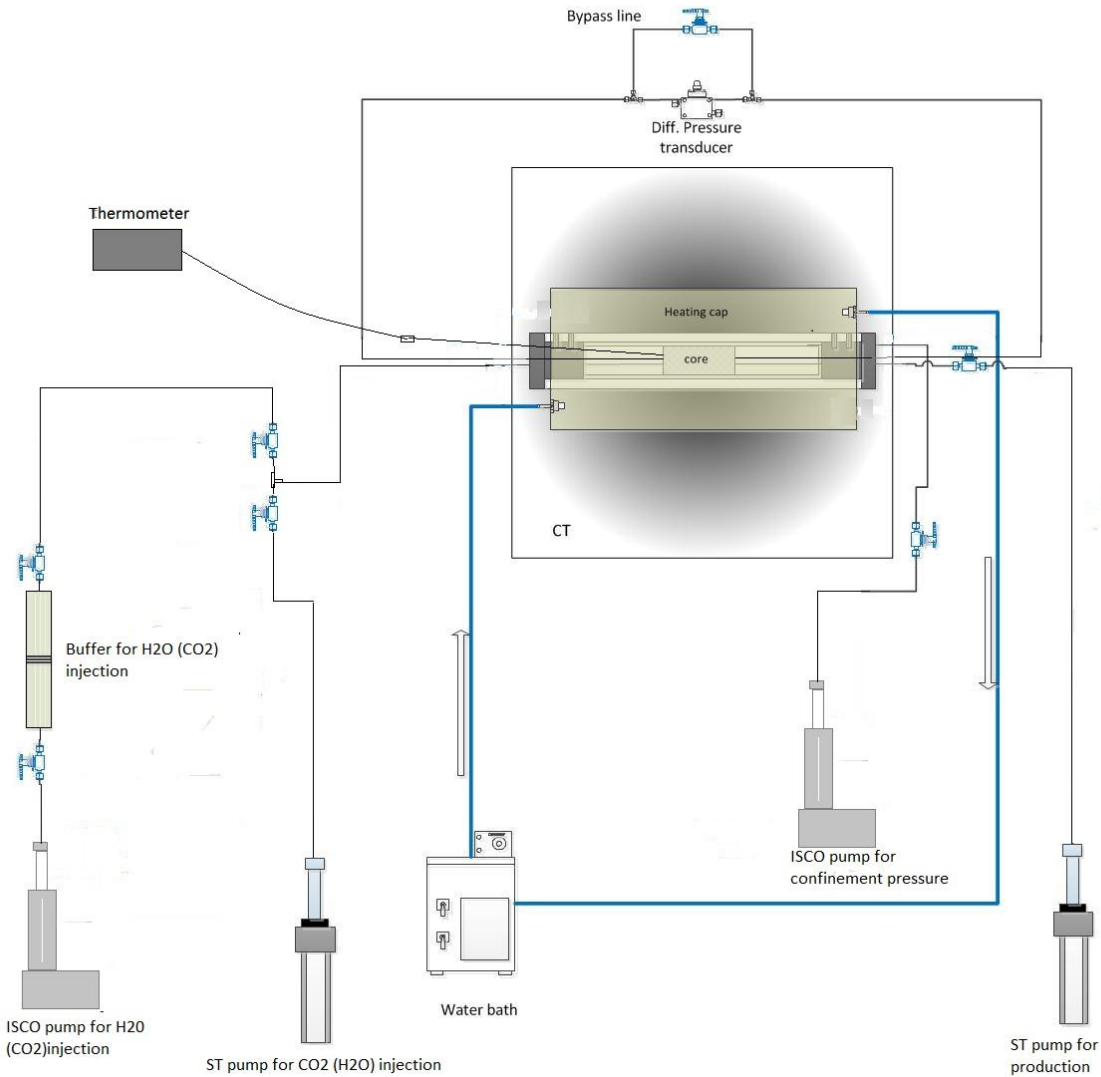 Bypass line
Diff. Pressure
transducer
Thermometer
Heating cap
core
CT
Buffer for H2O (CO2)
injection
ISCO pump for
confinement pressure
Water bath
ISCO pump for H20
(CO2)injection
ST pump for CO2 (H2O) injection
ST pump for
production